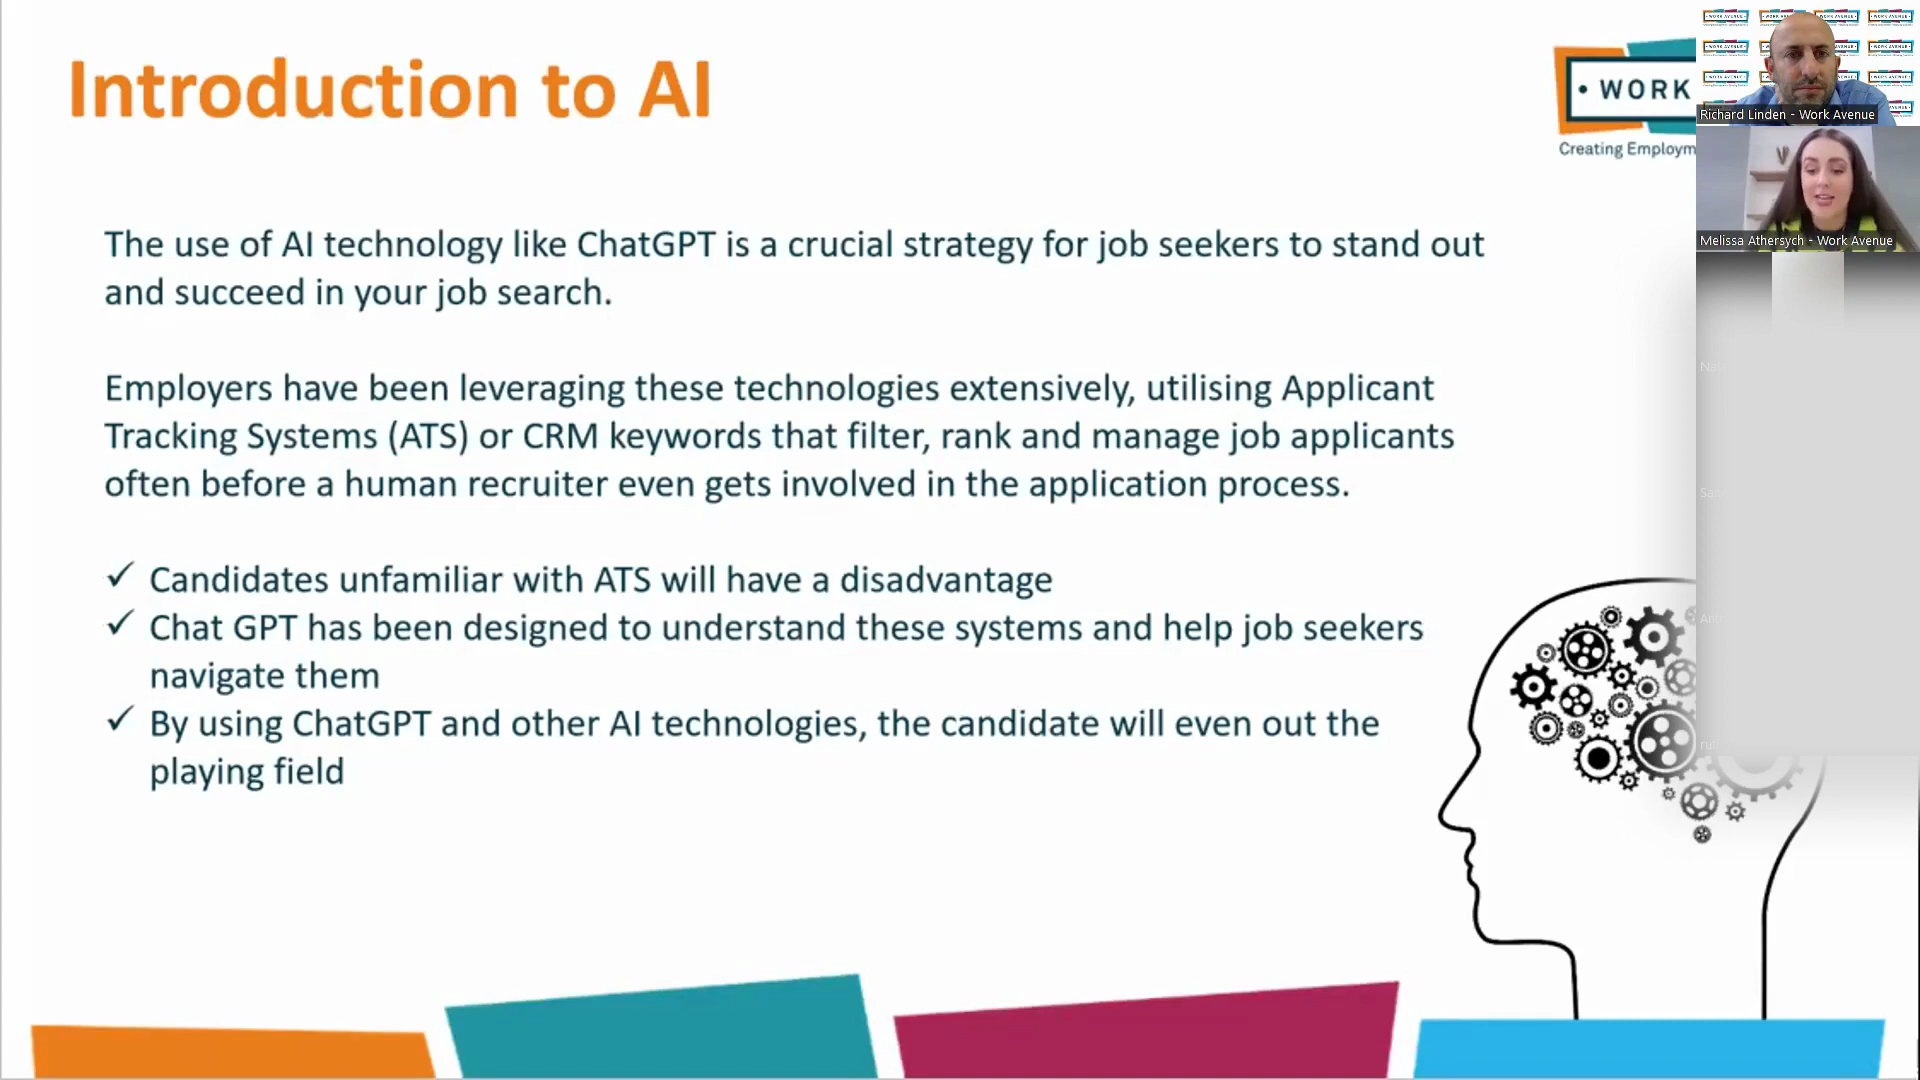 Introduction to AI
• WORK
Creating Employm
The use of AI technology like ChatGPT is a crucial strategy for job seekers to stand out
and succeed in your job search.
Employers have been leveraging these technologies extensively, utilising Applicant
Tracking Systems (ATS) or CRM keywords that filter, rank and manage job applicants
often before a human recruiter even gets involved in the application process.
✓ Candidates unfamiliar with ATS will have a disadvantage
✓ Chat GPT has been designed to understand these systems and help job seekers
navigate them
✓ By using ChatGPT and other AI technologies, the candidate will even out the
playing field
Richard Linden - Work Avenue
Melissa Athersych - Work Avenue